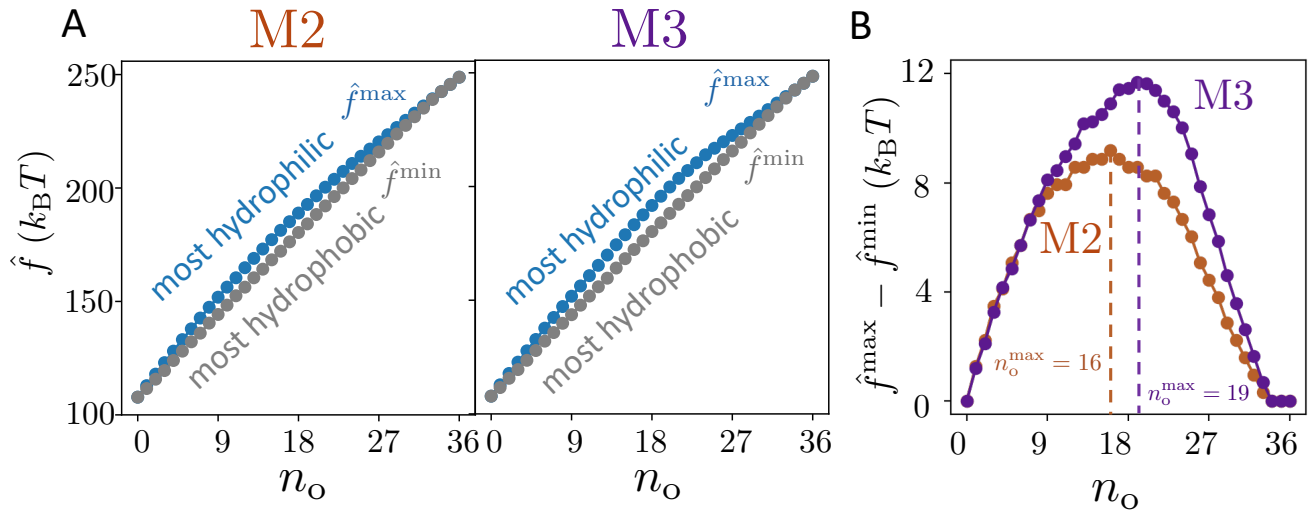 A
M2
M3
B
f̂ (k_B T)
250
200
150
100
f̂^max
most hydrophilic
f̂^min
most hydrophobic
0 9 18 27 36
n_o
f̂^max
most hydrophilic
f̂^min
most hydrophobic
0 9 18 27 36
n_o
f̂^max − f̂^min (k_B T)
12
8
4
0
M3
M2
n_o^max = 16
n_o^max = 19
0 9 18 27 36
n_o